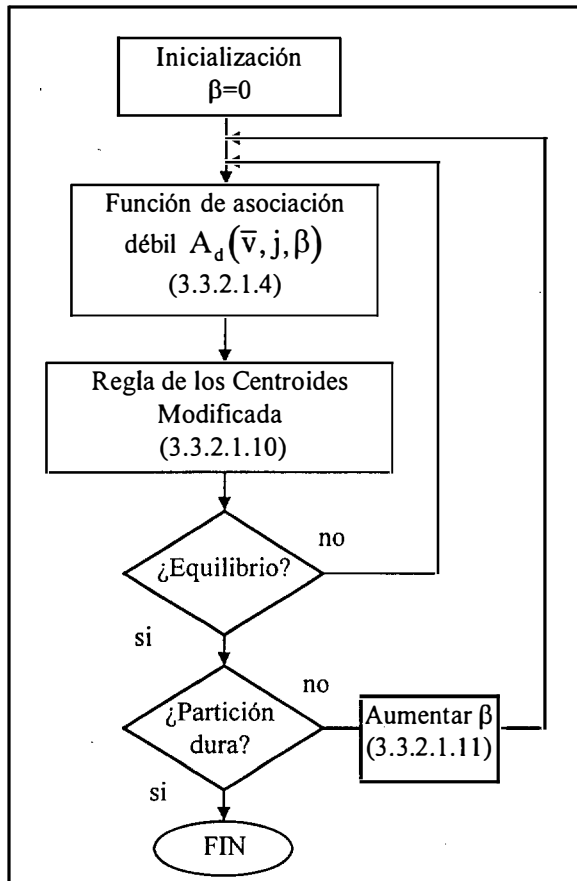 Inicialización
β=0
Función de asociación
débil A_d(v̅, j, β)
(3.3.2.1.4)
Regla de los Centroides
Modificada
(3.3.2.1.10)
¿Equilibrio?
no
si
¿Partición
dura?
no
Aumentar β
(3.3.2.1.11)
si
FIN